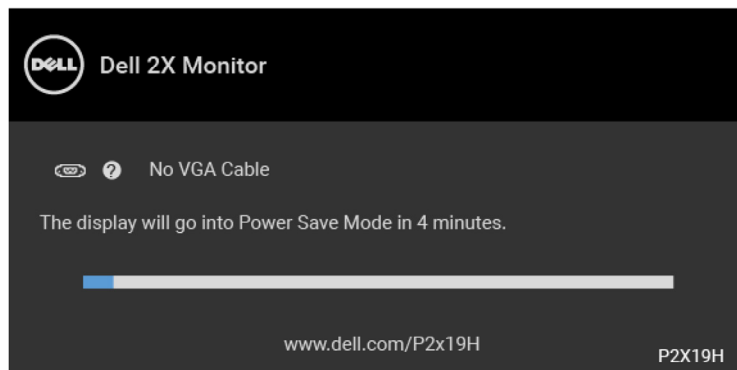 DELL
Dell 2X Monitor
No VGA Cable
The display will go into Power Save Mode in 4 minutes.
www.dell.com/P2x19H
P2X19H